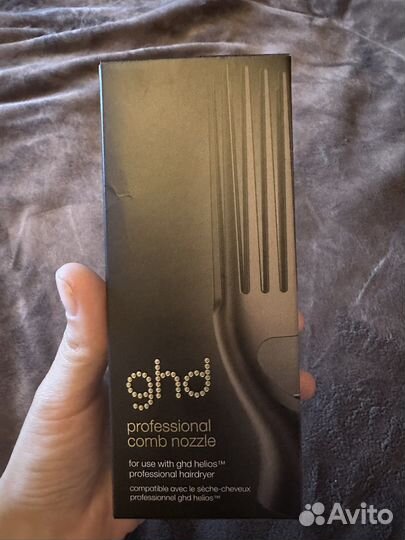 ghd
professional
comb nozzle
for use with ghd helios™
professional hairdryer
compatible avec le sèche-cheveux
professionnel ghd helios™
Avito